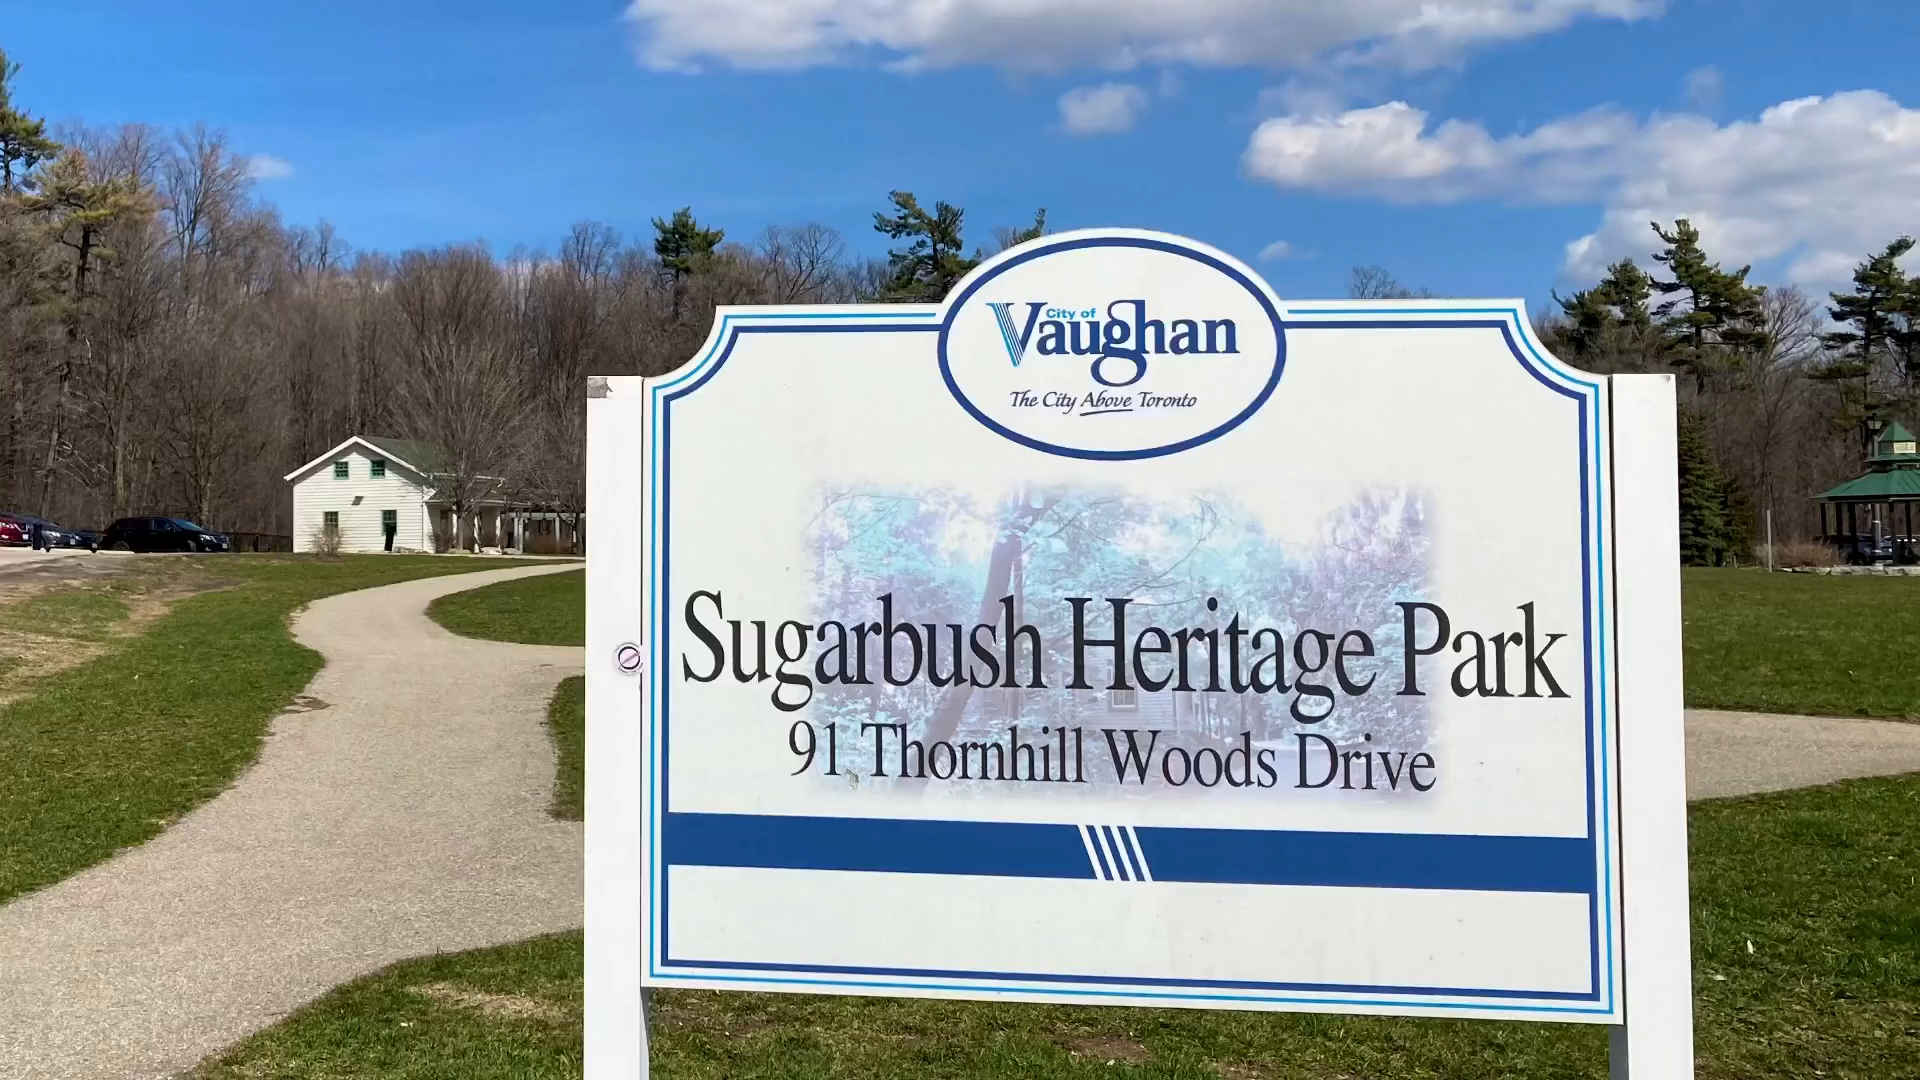 City of
Vaughan
The City Above Toronto
Sugarbush Heritage Park
91 Thornhill Woods Drive